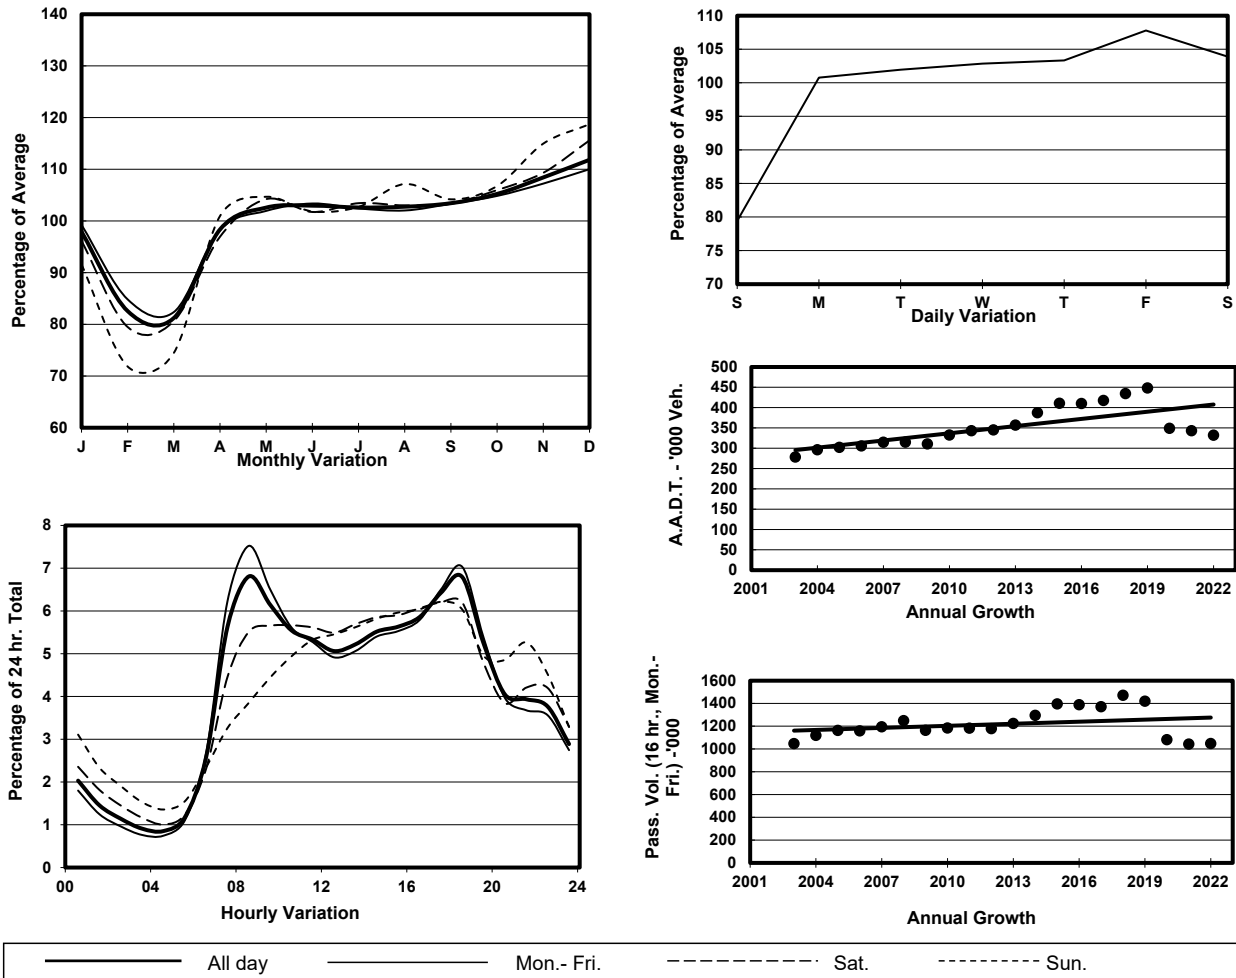 140
130
120
110
100
90
80
70
60
Percentage of Average
J F M A M J J A S O N D
Monthly Variation
110
105
100
95
90
85
80
75
70
Percentage of Average
S M T W T F S
Daily Variation
500
450
400
350
300
250
200
150
100
50
0
A.A.D.T. - '000 Veh.
2001 2004 2007 2010 2013 2016 2019 2022
Annual Growth
8
7
6
5
4
3
2
1
0
Percentage of 24 hr. Total
00 04 08 12 16 20 24
Hourly Variation
1600
1400
1200
1000
800
600
400
200
0
Pass. Vol. (16 hr., Mon.-
Fri.) -'000
2001 2004 2007 2010 2013 2016 2019 2022
Annual Growth
All day Mon.- Fri. Sat. Sun.